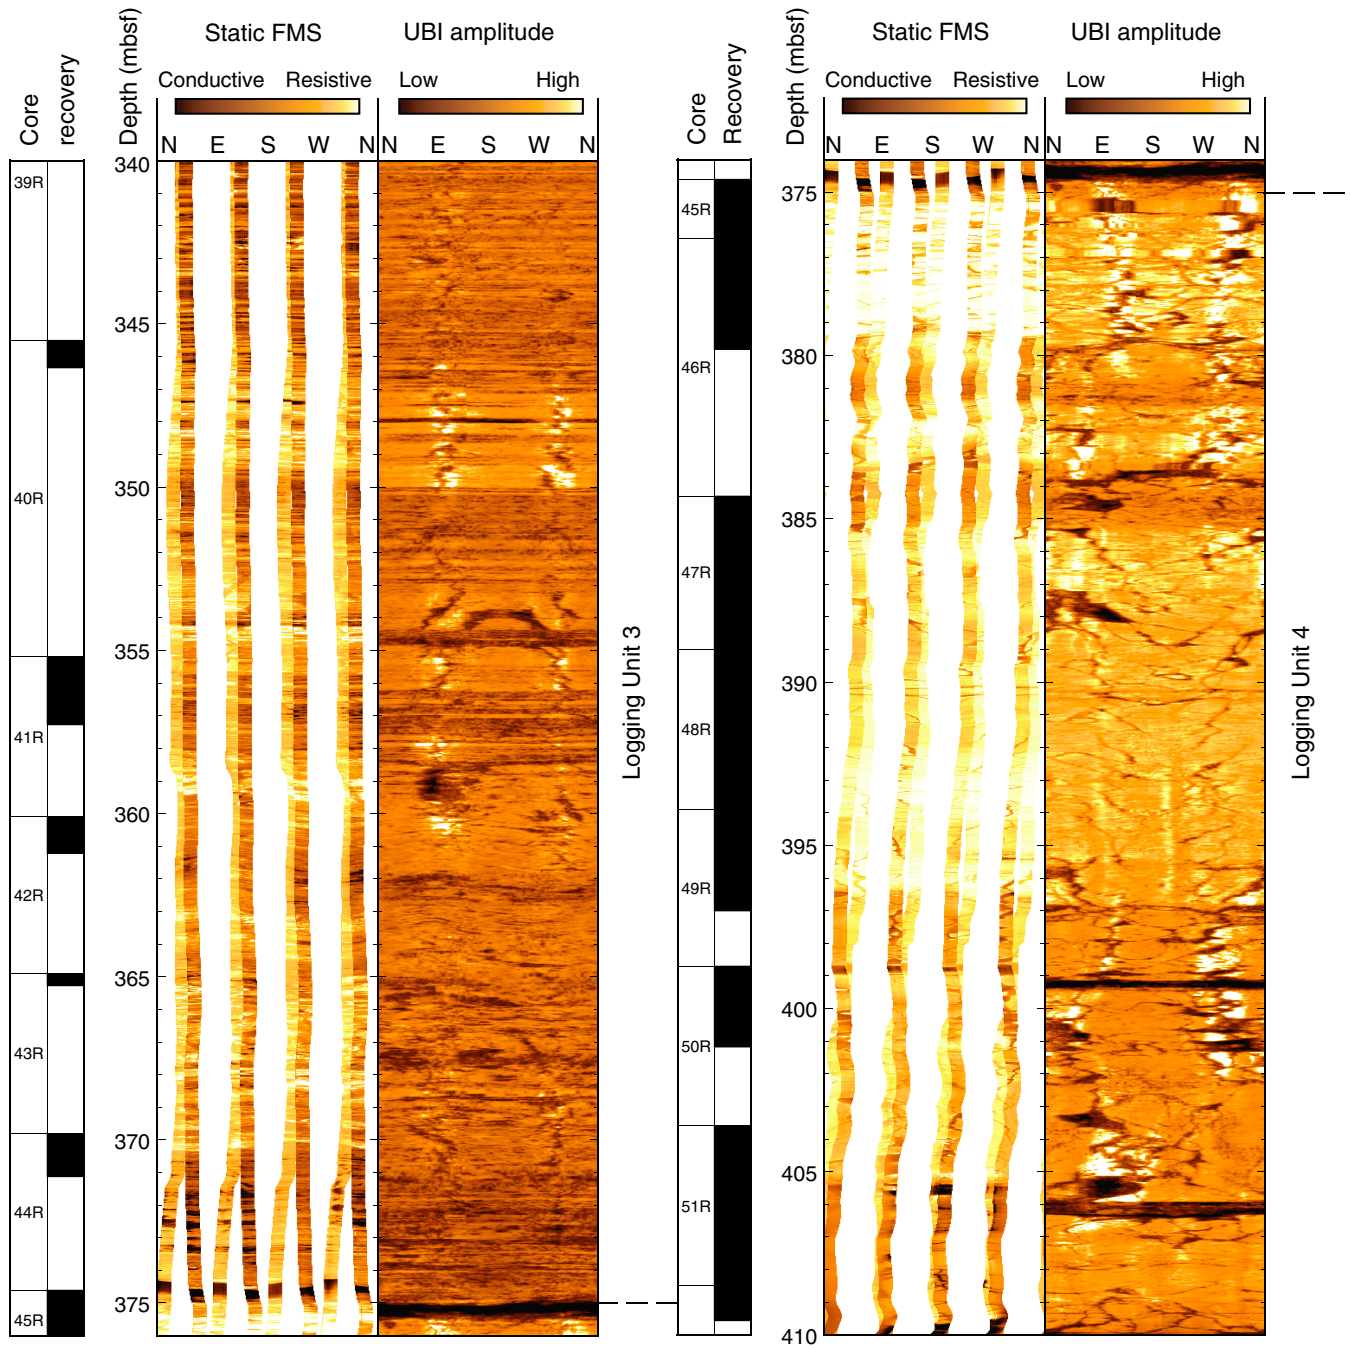 Static FMS
UBI amplitude
Conductive Resistive
Low High
Core
recovery
Depth (mbsf)
N E S W N
N E S W N
340
345
350
355
360
365
370
375
39R
40R
41R
42R
43R
44R
45R
Logging Unit 3
Static FMS
UBI amplitude
Conductive Resistive
Low High
Core
Recovery
Depth (mbsf)
N E S W N
N E S W N
375
380
385
390
395
400
405
410
45R
46R
47R
48R
49R
50R
51R
Logging Unit 4